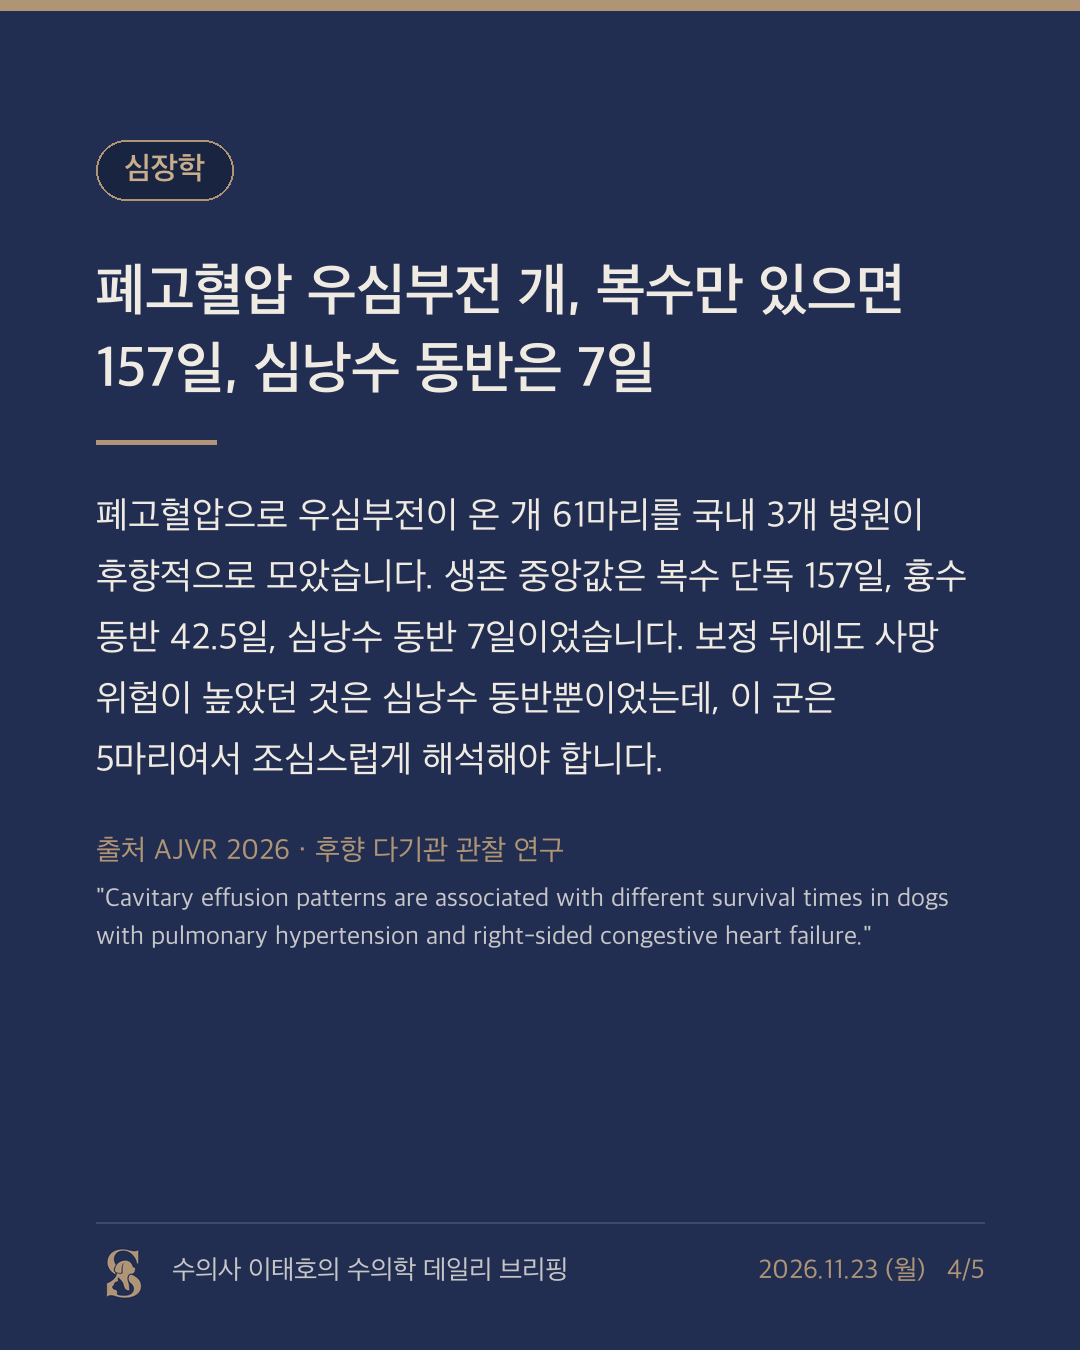 심장학
폐고혈압 우심부전 개, 복수만 있으면
157일, 심낭수 동반은 7일
폐고혈압으로 우심부전이 온 개 61마리를 국내 3개 병원이
후향적으로 모았습니다. 생존 중앙값은 복수 단독 157일, 흉수
동반 42.5일, 심낭수 동반 7일이었습니다. 보정 뒤에도 사망
위험이 높았던 것은 심낭수 동반뿐이었는데, 이 군은
5마리여서 조심스럽게 해석해야 합니다.
출처 AJVR 2026 · 후향 다기관 관찰 연구
"Cavitary effusion patterns are associated with different survival times in dogs
with pulmonary hypertension and right-sided congestive heart failure."
수의사 이태호의 수의학 데일리 브리핑
2026.11.23 (월) 4/5